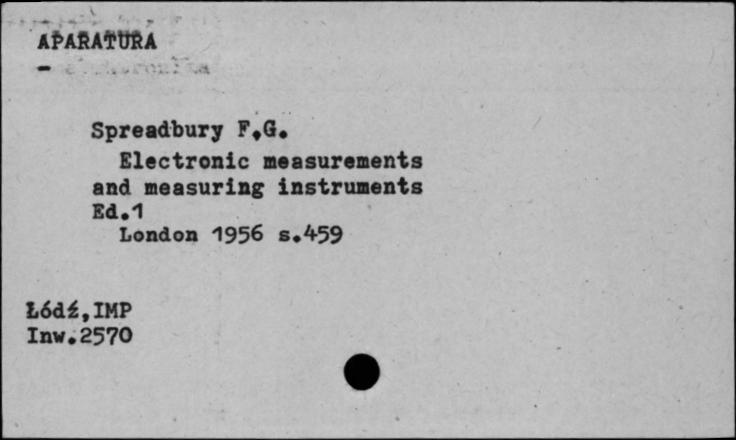 APARATURA
-
Spreadbury F.G.
Electronic measurements
and measuring instruments
Ed.1
London 1956 s.459
Łódź,IMP
Inw.2570